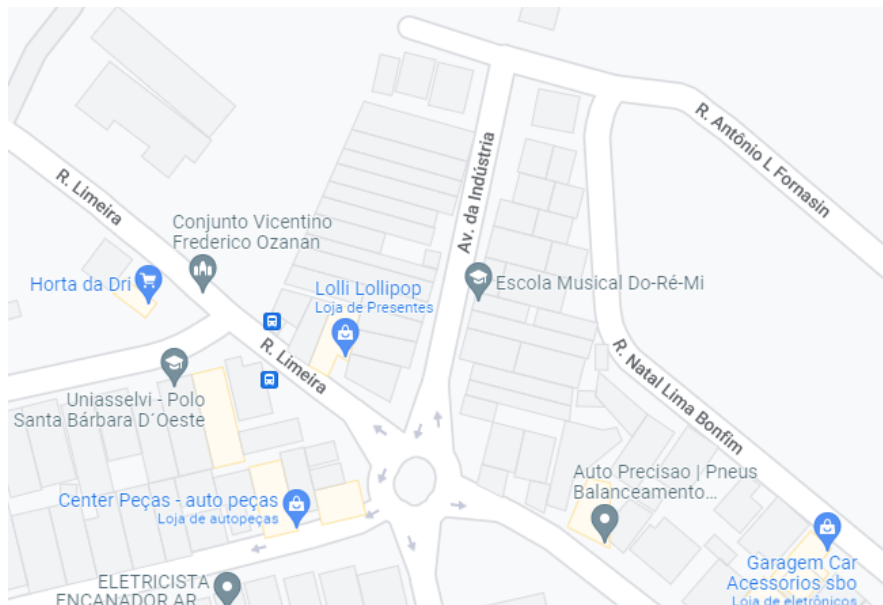 R. Antônio L Fornasin
Av. da Indústria
R. Limeira
Conjunto Vicentino
Frederico Ozanan
Horta da Dri
Lolli Lollipop
Loja de Presentes
Escola Musical Do-Ré-Mi
R. Limeira
R. Natal Lima Bonfim
Uniasselvi - Polo
Santa Bárbara D´Oeste
Auto Precisao | Pneus
Balanceamento...
Center Peças - auto peças
Loja de autopeças
Garagem Car
Acessorios sbo
Loja de eletrônicos
ELETRICISTA
ENCANADOR AR